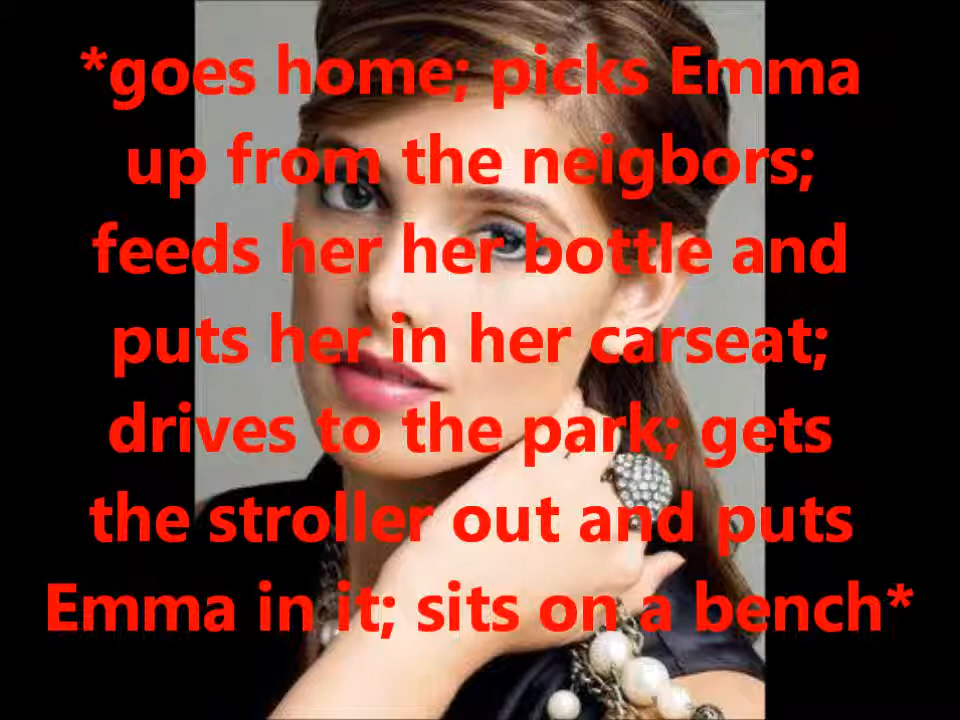 *goes home; picks Emma
up from the neigbors;
feeds her her bottle and
puts her in her carseat;
drives to the park; gets
the stroller out and puts
Emma in it; sits on a bench*